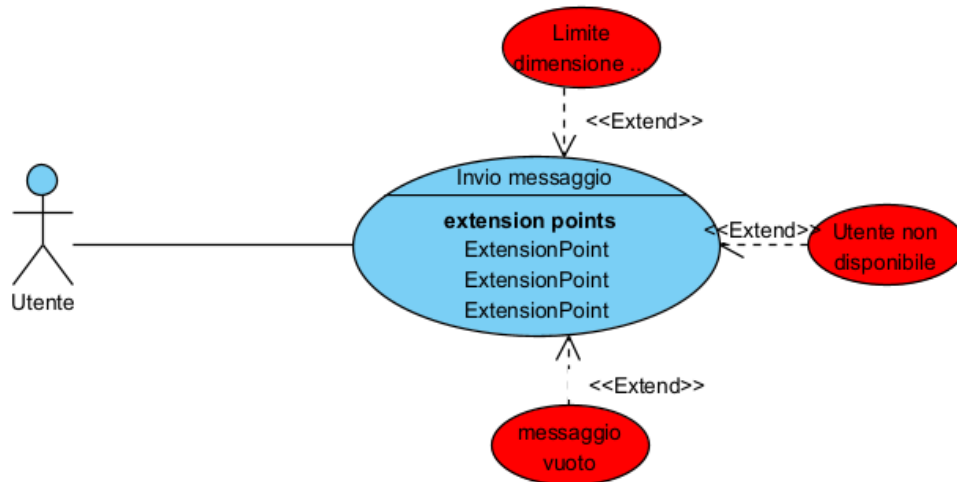 Limite
dimensione ...
<<Extend>>
Invio messaggio
extension points
ExtensionPoint
ExtensionPoint
ExtensionPoint
<<Extend>>
Utente non
disponibile
Utente
<<Extend>>
messaggio
vuoto